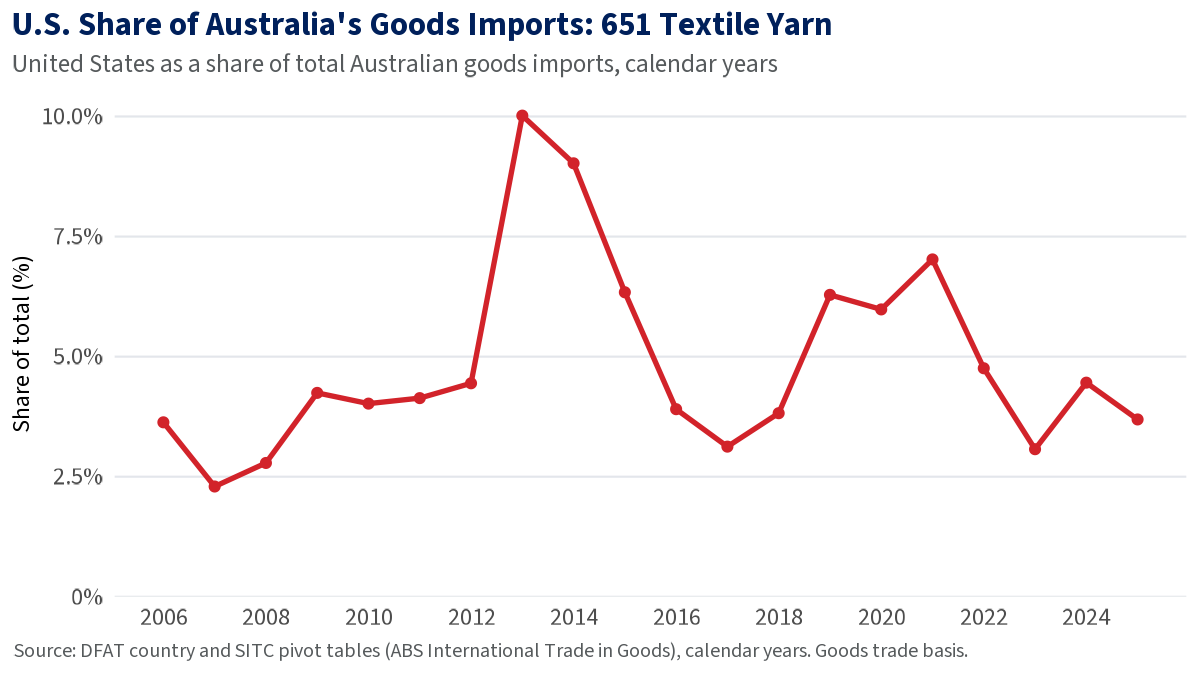 U.S. Share of Australia's Goods Imports: 651 Textile Yarn
United States as a share of total Australian goods imports, calendar years
Share of total (%)
10.0%
7.5%
5.0%
2.5%
0%
2006 2008 2010 2012 2014 2016 2018 2020 2022 2024
Source: DFAT country and SITC pivot tables (ABS International Trade in Goods), calendar years. Goods trade basis.